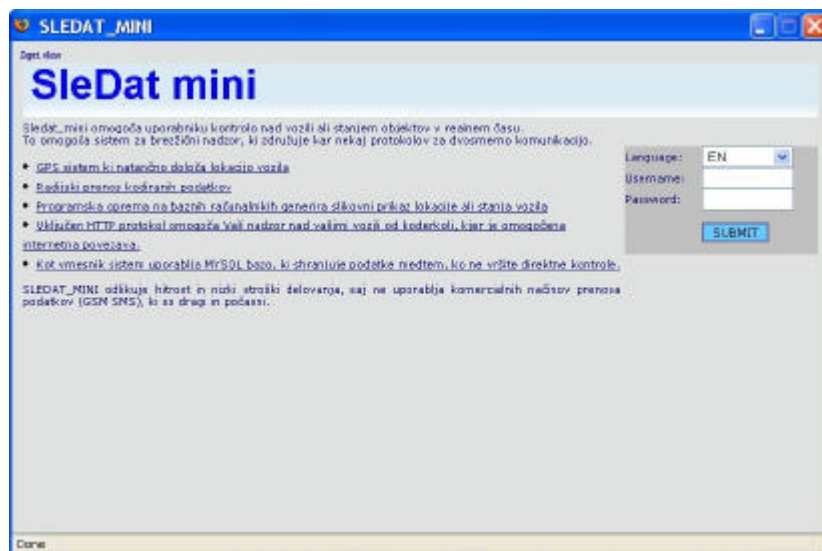 SLEDAT_MINI
SleDat mini
Sledat_mini omogoča uporabniku kontrolo nad vozili ali stanjem objektov v realnem času.
To omogoča sistem za brezžični nadzor, ki združuje kar nekaj protokolov za dvosmerno komunikacijo.
• GPS sistem ki natančno določa lokacijo vozila
• Radijski prenos kodiranih podatkov
• Programska oprema na baznih računalnikih generira slikovni prikaz lokacije ali stanja vozila
• Vključen HTTP protokol omogoča Vaš nadzor nad vašimi vozili od koderkoli, kjer je omogočena
internetna povezava.
• Kot vmesnik sistem uporablja MYSQL bazo, ki shranjuje podatke medtem, ko ne vršite direktne kontrole.
SLEDAT_MINI odlikuje hitrost in nizki stroški delovanja, saj ne uporablja komercialnih načinov prenosa
podatkov (GSM SMS), ki so dragi in počasni.
Language: EN
Username:
Password:
SUBMIT
Done